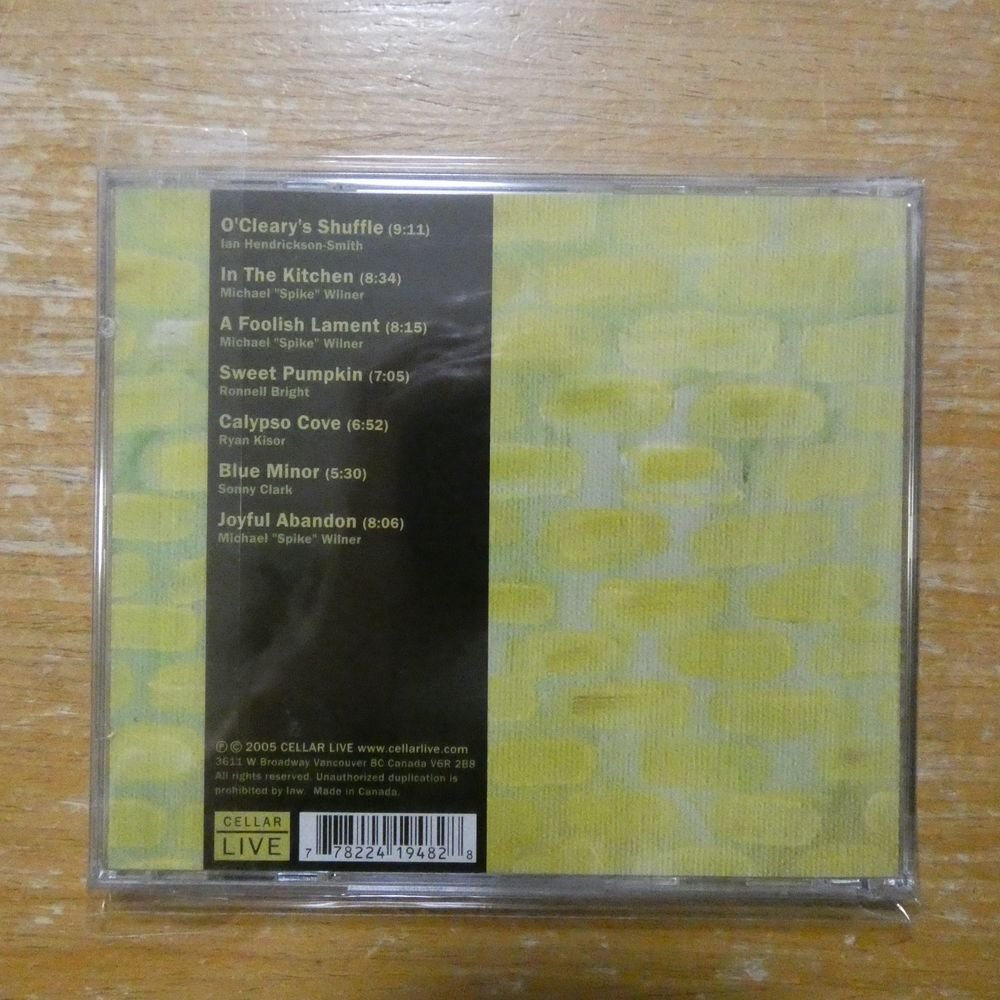 O'Cleary's Shuffle (9:11)
Ian Hendrickson-Smith
In The Kitchen (8:34)
Michael "Spike" Wilner
A Foolish Lament (8:15)
Michael "Spike" Wilner
Sweet Pumpkin (7:05)
Ronnell Bright
Calypso Cove (6:52)
Ryan Kisor
Blue Minor (5:30)
Sonny Clark
Joyful Abandon (8:06)
Michael "Spike" Wilner
℗ © 2005 CELLAR LIVE www.cellarlive.com
3611 W Broadway Vancouver BC Canada V6R 2B8
All rights reserved. Unauthorized duplication is
prohibited by law. Made in Canada.
CELLAR
LIVE
7 78224 19482 8